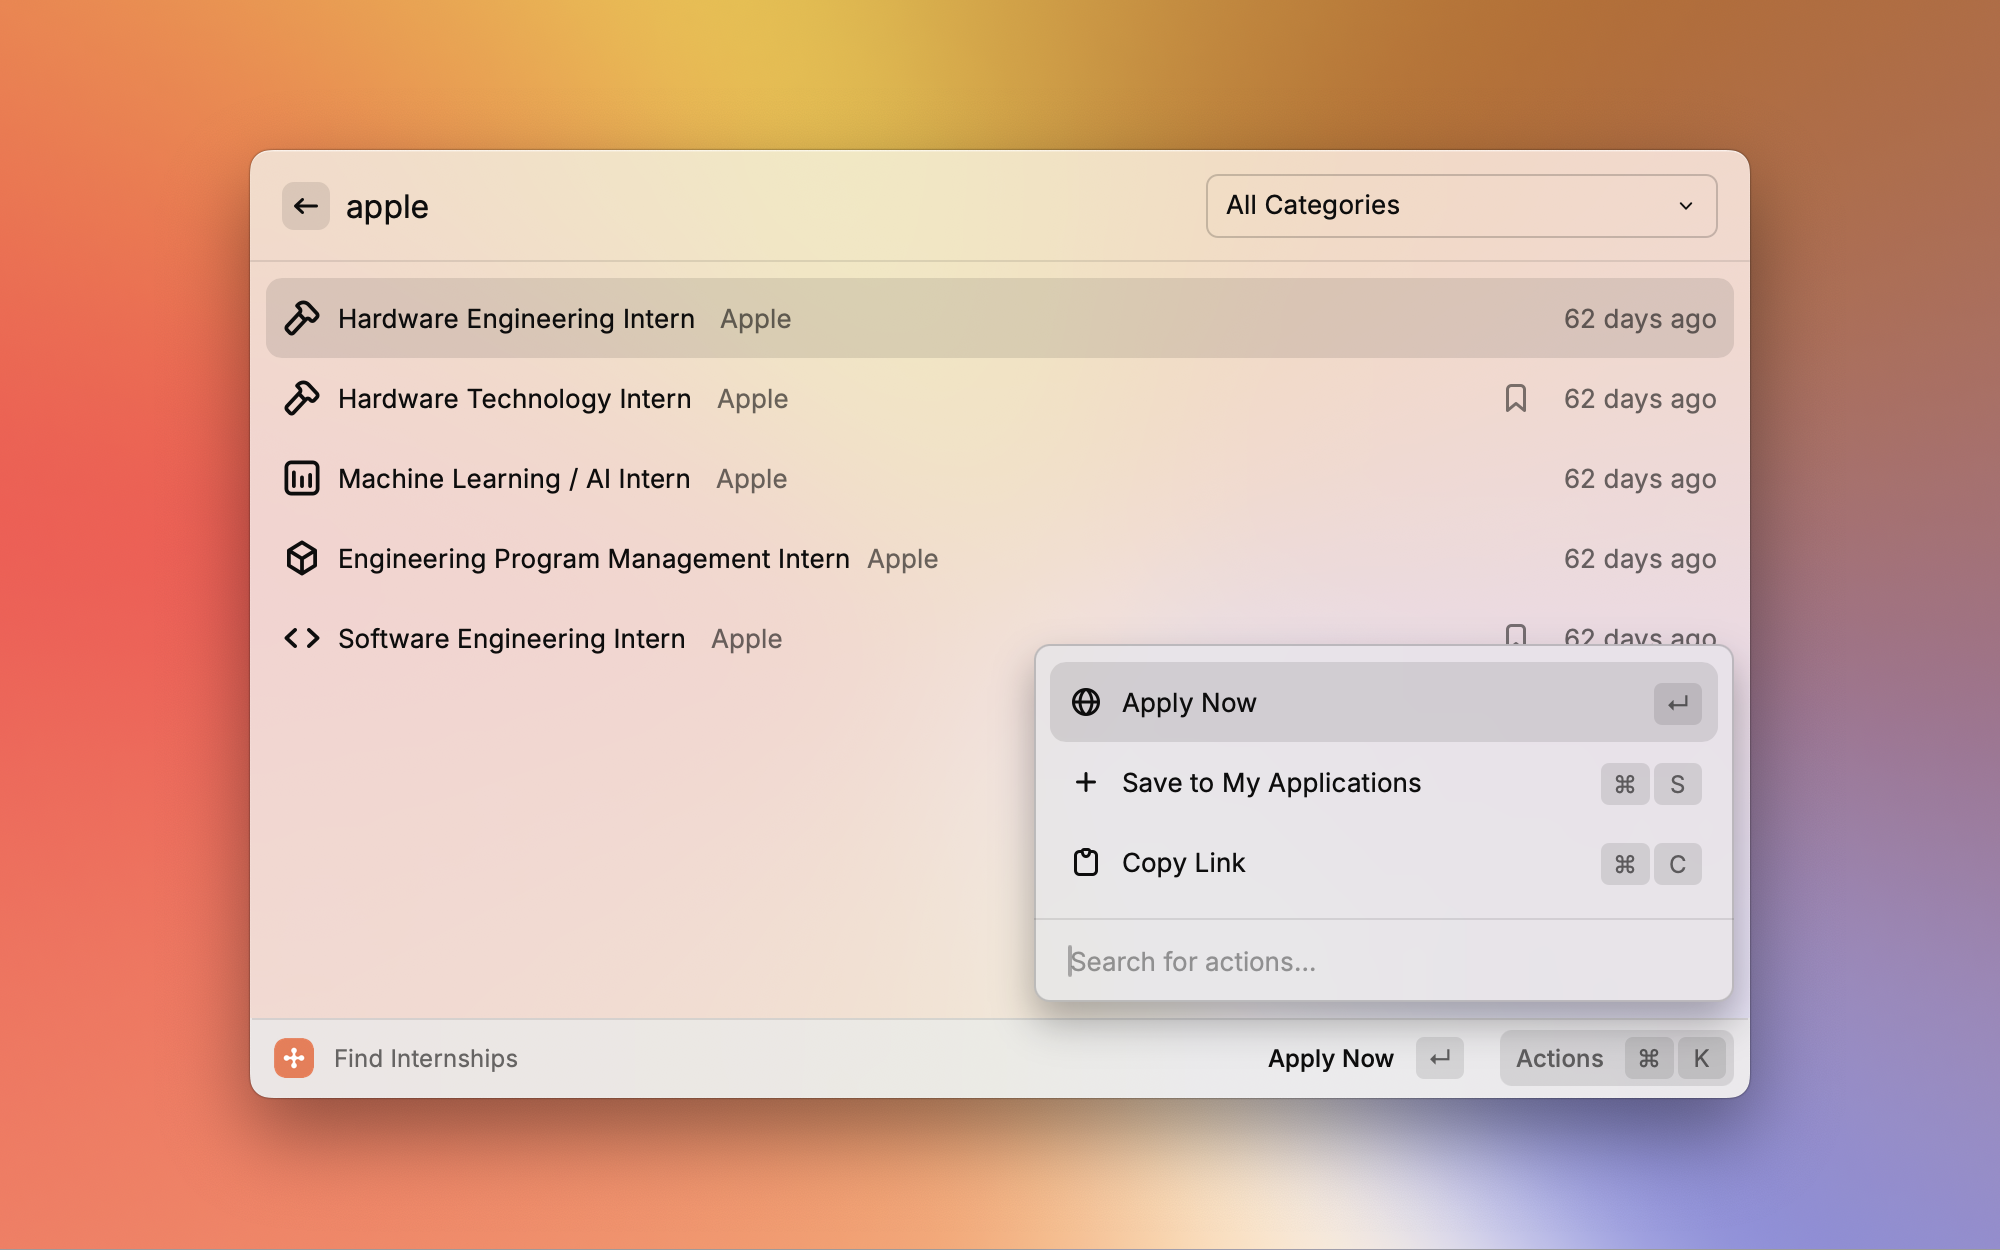 apple
All Categories
Hardware Engineering Intern Apple 62 days ago
Hardware Technology Intern Apple 62 days ago
Machine Learning / AI Intern Apple 62 days ago
Engineering Program Management Intern Apple 62 days ago
Software Engineering Intern Apple 62 days ago
Apply Now ↵
Save to My Applications ⌘ S
Copy Link ⌘ C
Search for actions...
Find Internships Apply Now ↵ Actions ⌘ K